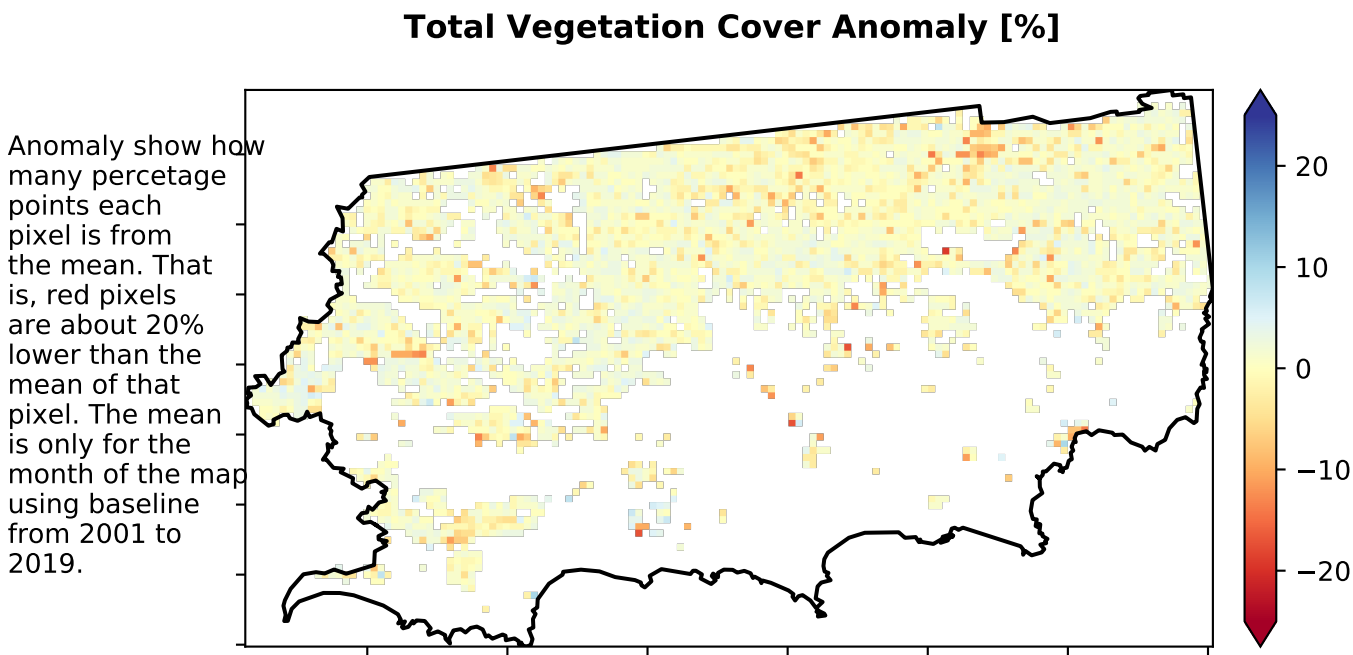 Total Vegetation Cover Anomaly [%]
Anomaly show how
many percetage
points each
pixel is from
the mean. That
is, red pixels
are about 20%
lower than the
mean of that
pixel. The mean
is only for the
month of the map
using baseline
from 2001 to
2019.
20
10
0
−10
−20